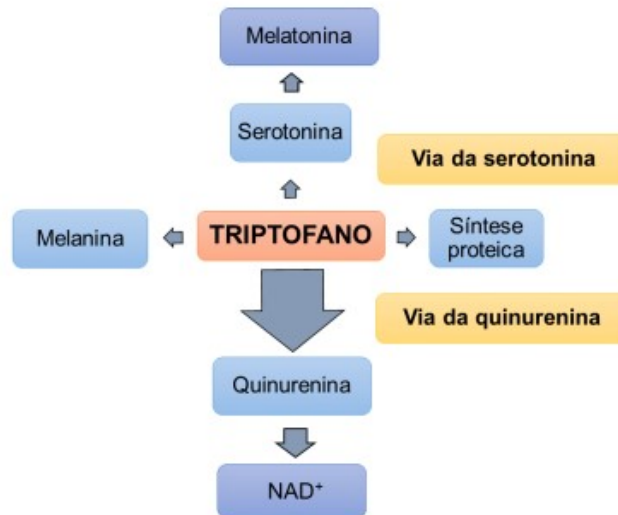 Melatonina
Serotonina
Via da serotonina
Melanina
TRIPTOFANO
Síntese
proteica
Via da quinurenina
Quinurenina
NAD⁺